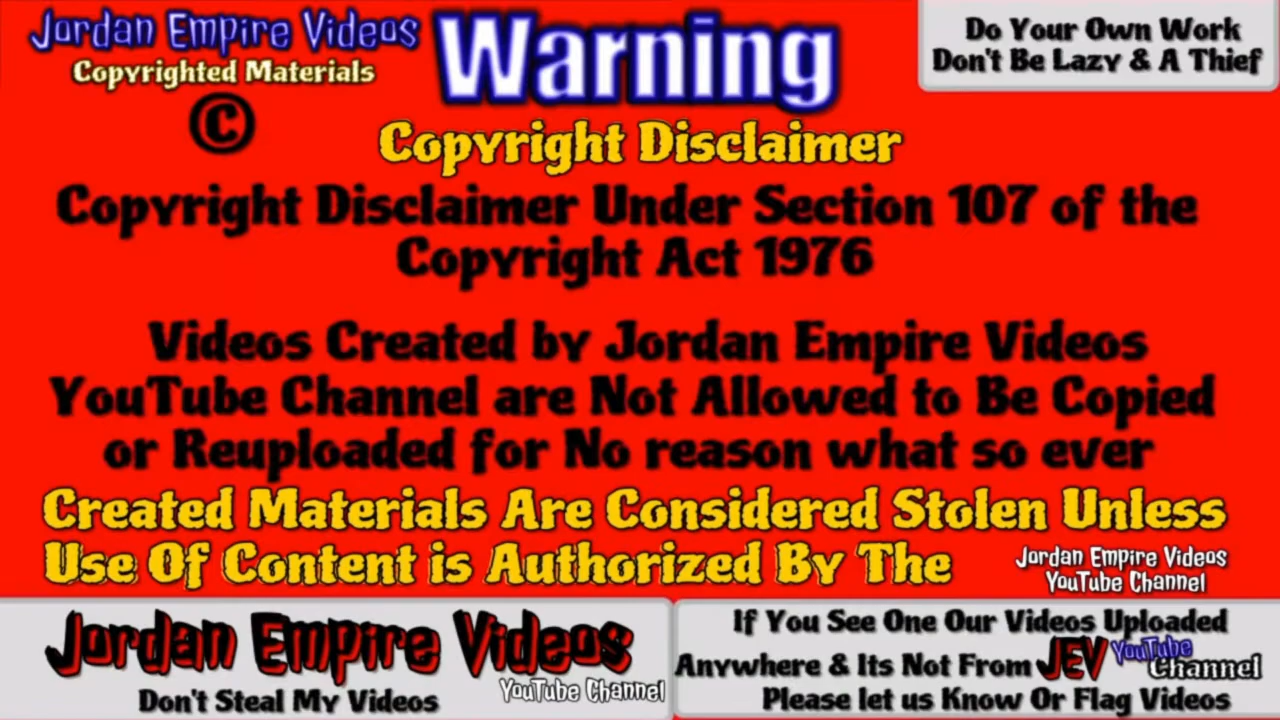 Jordan Empire Videos
Copyrighted Materials
©
Warning
Do Your Own Work
Don't Be Lazy & A Thief
Copyright Disclaimer
Copyright Disclaimer Under Section 107 of the
Copyright Act 1976
Videos Created by Jordan Empire Videos
YouTube Channel are Not Allowed to Be Copied
or Reuploaded for No reason what so ever
Created Materials Are Considered Stolen Unless
Use Of Content is Authorized By The
Jordan Empire Videos
YouTube Channel
Jordan Empire Videos
YouTube Channel
Don't Steal My Videos
If You See One Our Videos Uploaded
Anywhere & Its Not From JEV YouTube Channel
Please let us Know Or Flag Videos